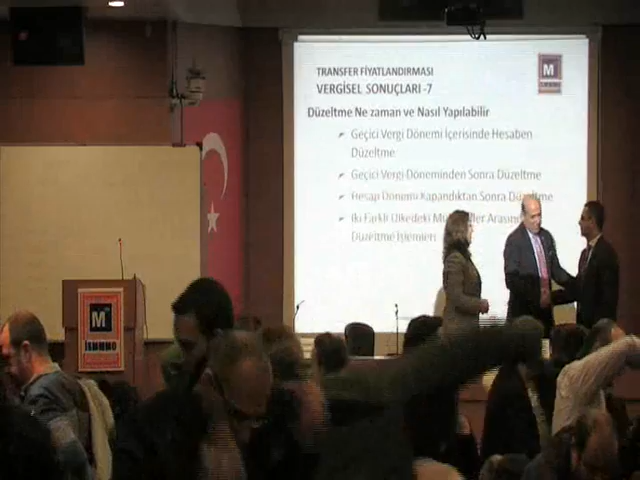 TRANSFER FİYATLANDIRMASI
VERGİSEL SONUÇLARI -7
M
Düzeltme Ne zaman ve Nasıl Yapılabilir
Geçici Vergi Dönemi İçerisinde Hesaben
Düzeltme
Geçici Vergi Döneminden Sonra Düzeltme
Hesap Dönemi Kapandıktan Sonra Düzeltme
İki Farklı Ülkedeki
Düzeltme İşlemleri
M